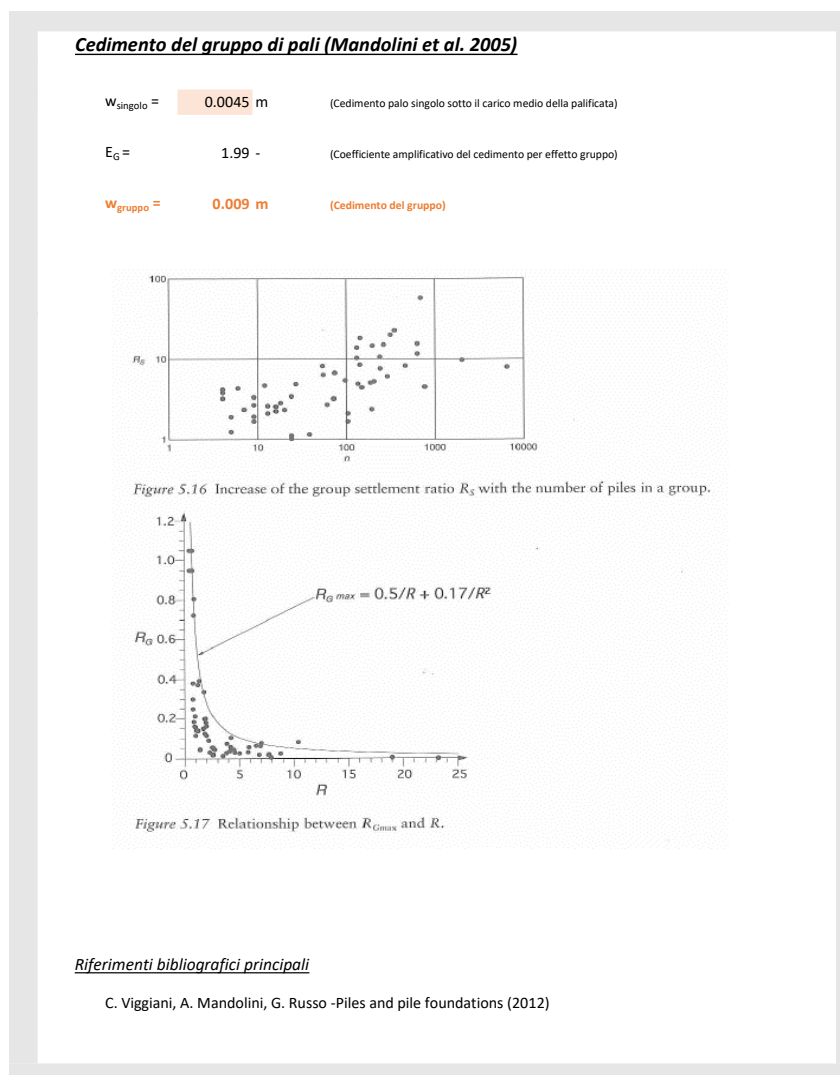 Cedimento del gruppo di pali (Mandolini et al. 2005)
wsingolo = 0.0045 m (Cedimento palo singolo sotto il carico medio della palificata)
EG = 1.99 - (Coefficiente amplificativo del cedimento per effetto gruppo)
wgruppo = 0.009 m (Cedimento del gruppo)
100
RS 10
1
1 10 100 1000 10000
n
Figure 5.16 Increase of the group settlement ratio RS with the number of piles in a group.
1.2
1.0
0.8 RG max = 0.5/R + 0.17/R²
RG 0.6
0.4
0.2
0
0 5 10 15 20 25
R
Figure 5.17 Relationship between RGmax and R.
Riferimenti bibliografici principali
C. Viggiani, A. Mandolini, G. Russo -Piles and pile foundations (2012)